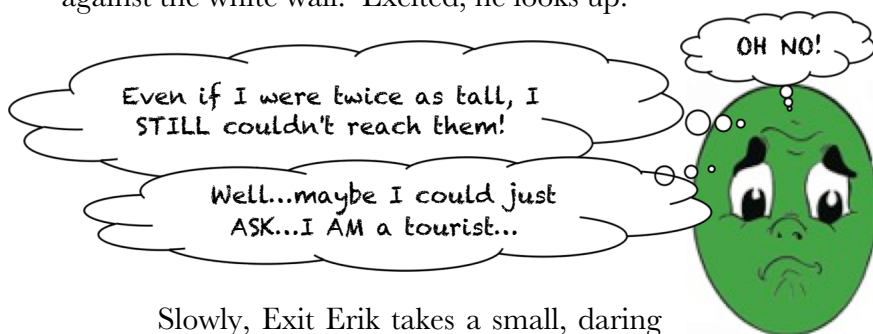 against the white wall. Excited, he looks up.
OH NO!
Even if I were twice as tall, I
STILL couldn't reach them!
Well...maybe I could just
ASK...I AM a tourist...
Slowly, Exit Erik takes a small, daring